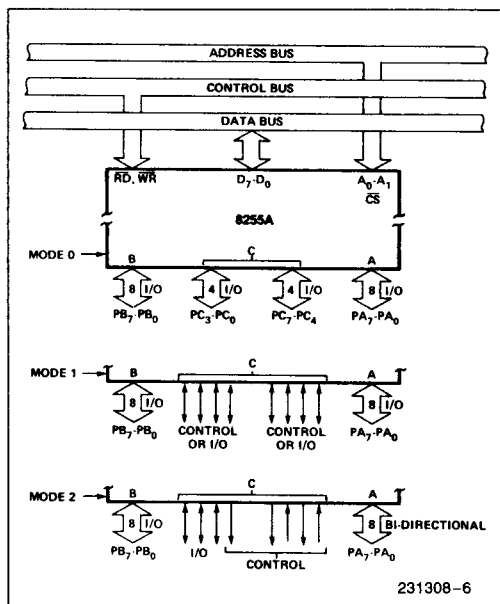 ADDRESS BUS
CONTROL BUS
DATA BUS
RD, WR D7-D0 A0-A1
CS
8255A
MODE 0 B C A
8 I/O 4 I/O 4 I/O 8 I/O
PB7-PB0 PC3-PC0 PC7-PC4 PA7-PA0
MODE 1 B C A
8 I/O CONTROL OR I/O CONTROL OR I/O 8 I/O
PB7-PB0 PA7-PA0
MODE 2 B C A
8 I/O 8 BI-DIRECTIONAL
PB7-PB0 I/O CONTROL PA7-PA0
231308-6